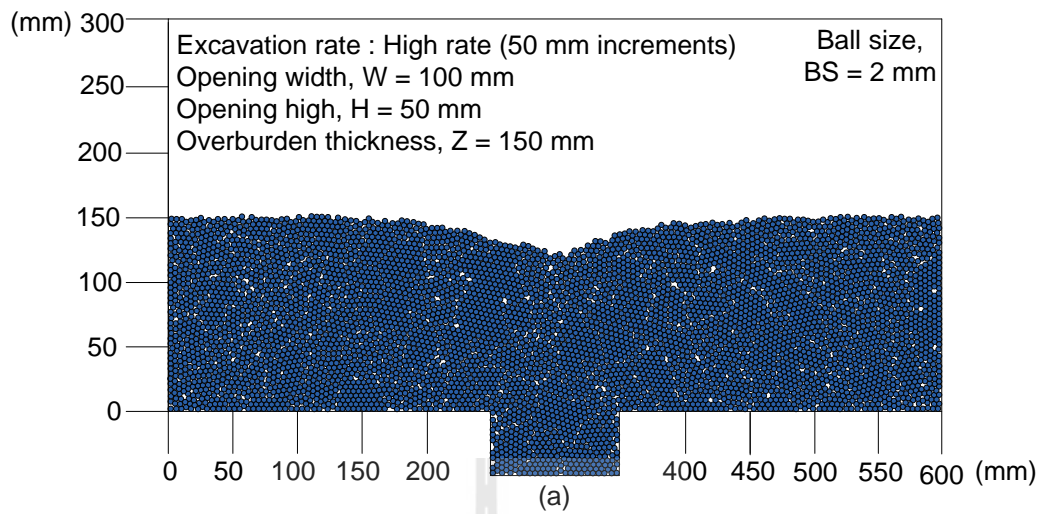 (mm) 300
Excavation rate : High rate (50 mm increments)
Opening width, W = 100 mm
Opening high, H = 50 mm
Overburden thickness, Z = 150 mm
Ball size,
BS = 2 mm
250
200
150
100
50
0
0 50 100 150 200 400 450 500 550 600 (mm)
(a)